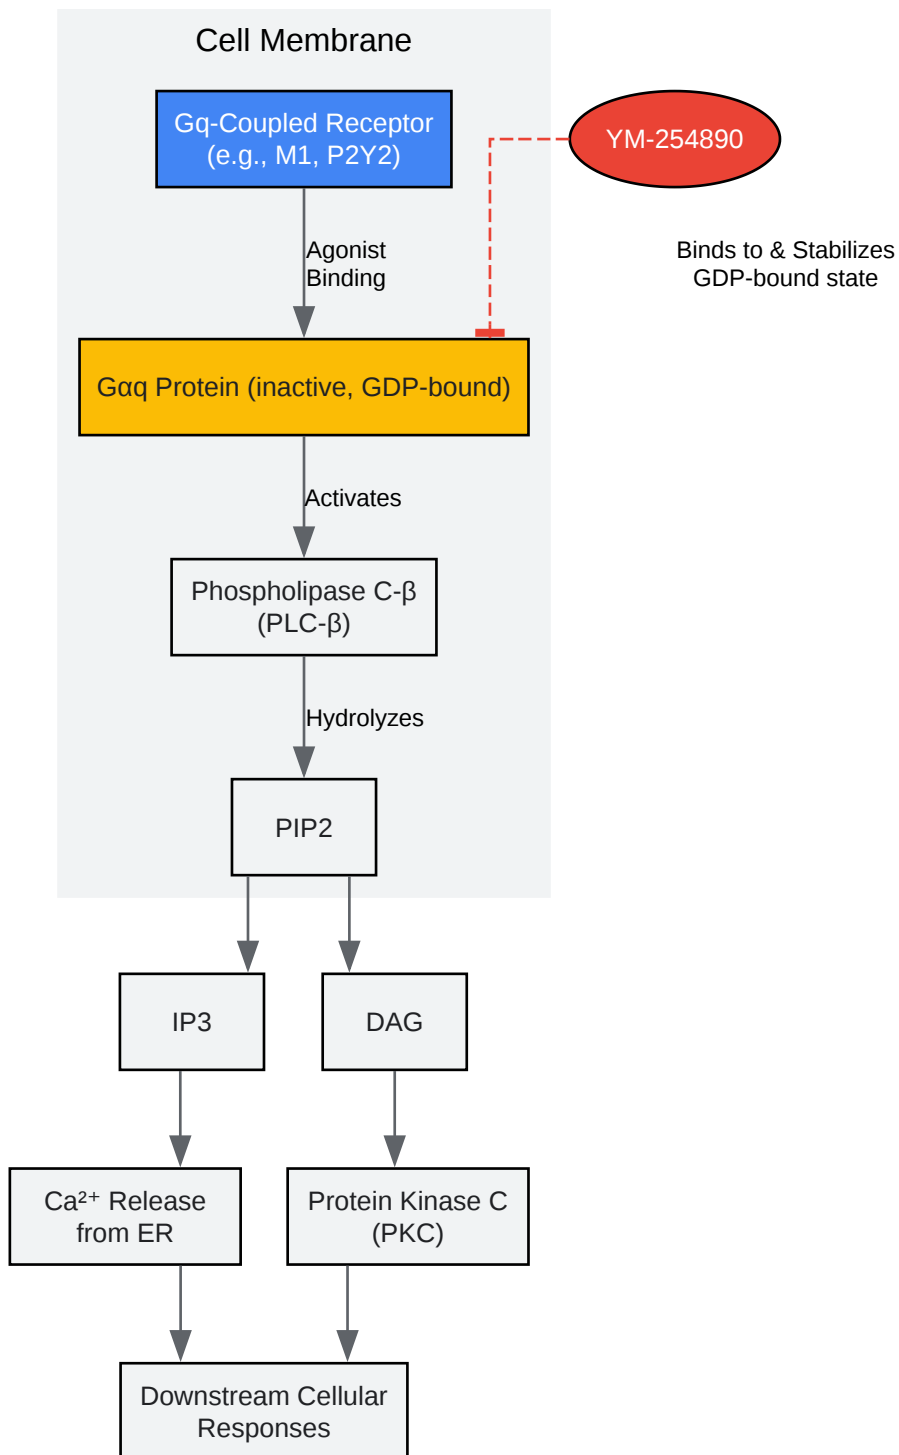 Cell Membrane
Gq-Coupled Receptor
(e.g., M1, P2Y2)
YM-254890
Agonist
Binding
Binds to & Stabilizes
GDP-bound state
Gαq Protein (inactive, GDP-bound)
Activates
Phospholipase C-β
(PLC-β)
Hydrolyzes
PIP2
IP3
DAG
Ca²⁺ Release
from ER
Protein Kinase C
(PKC)
Downstream Cellular
Responses